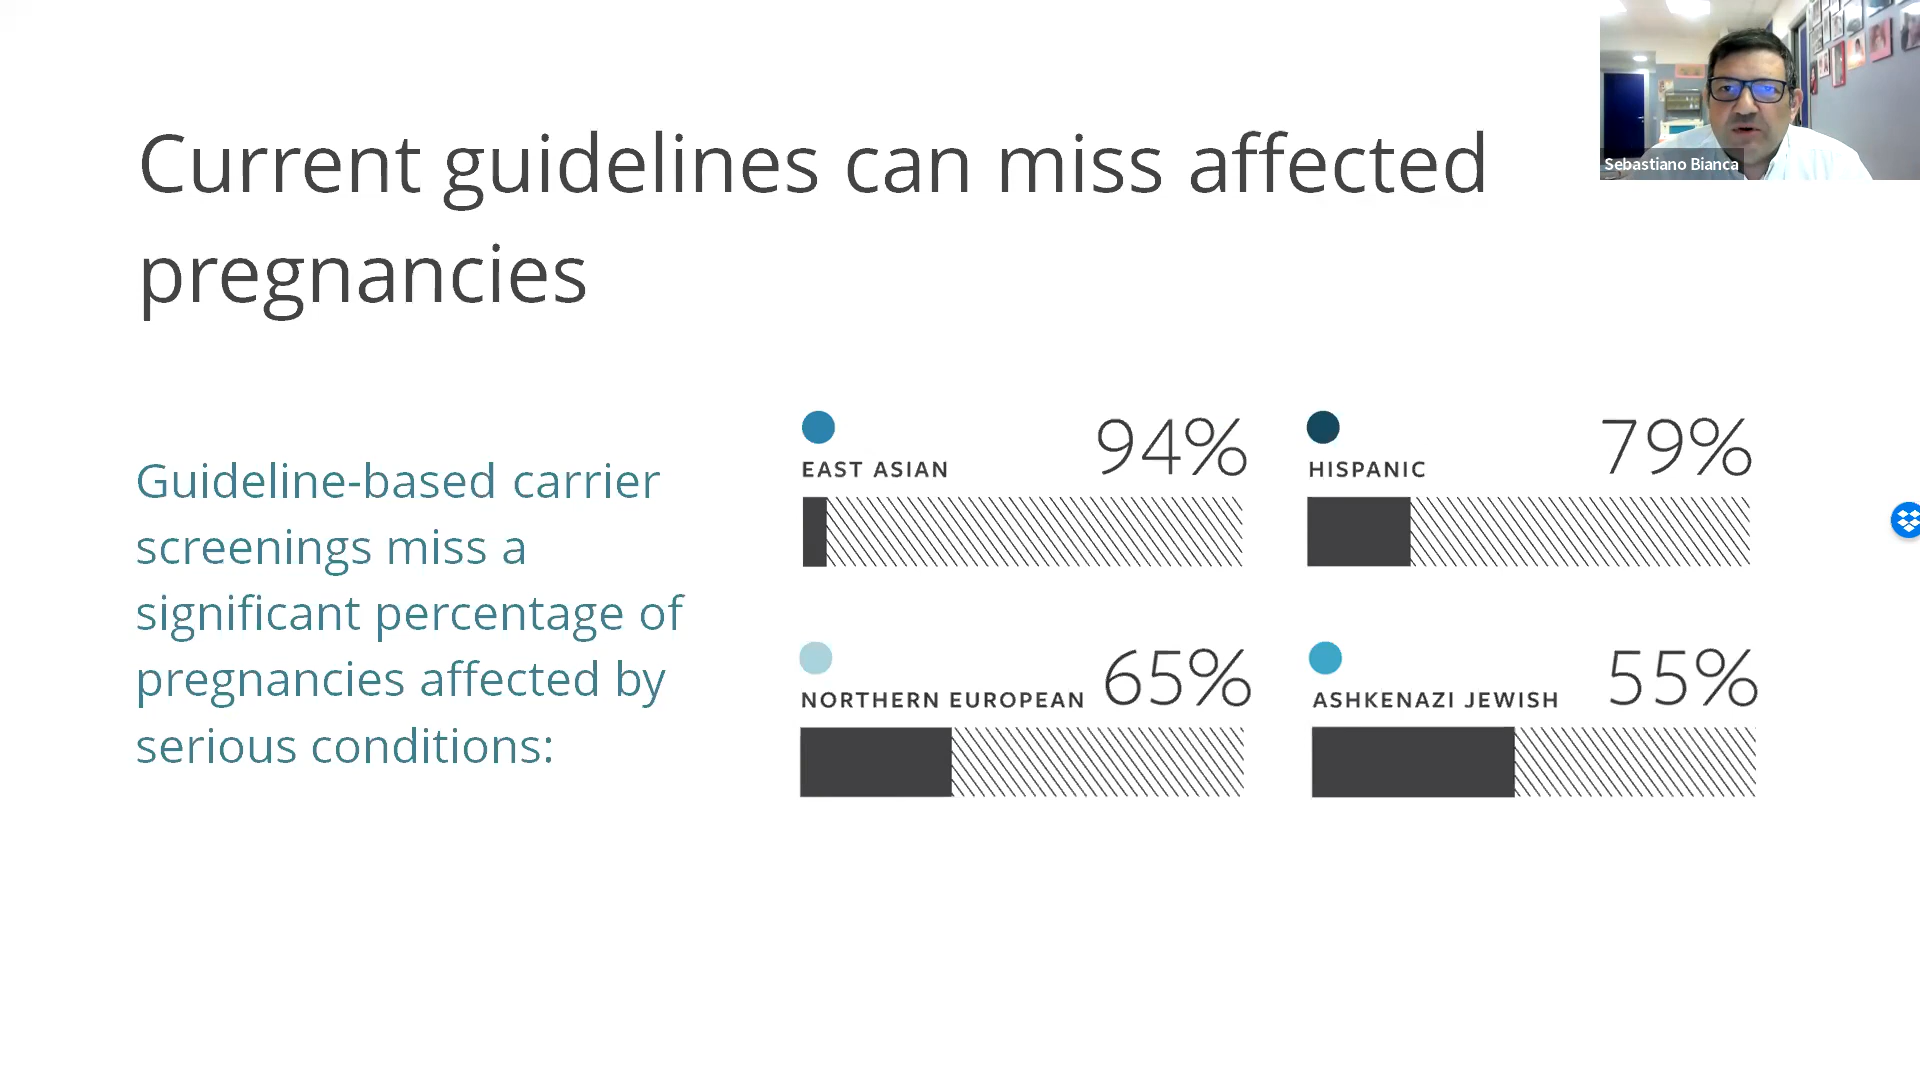 Current guidelines can miss affected
pregnancies
Sebastiano Bianca
Guideline-based carrier
screenings miss a
significant percentage of
pregnancies affected by
serious conditions:
EAST ASIAN 94%
HISPANIC 79%
NORTHERN EUROPEAN 65%
ASHKENAZI JEWISH 55%